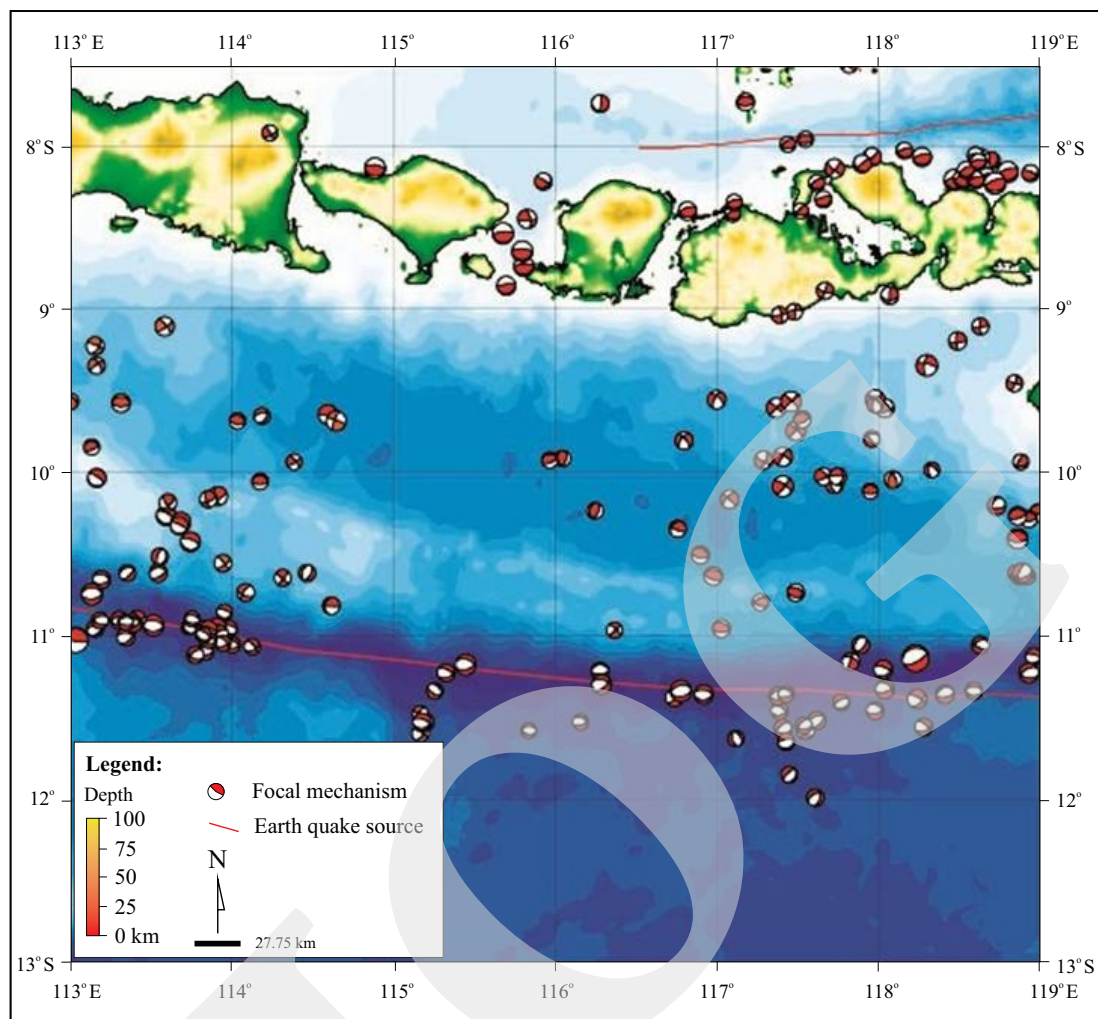 113° E 114° 115° 116° 117° 118° 119° E
8°S 8°S
9° 9°
10° 10°
11° 11°
Legend:
Depth
100
75
50
25
0 km
Focal mechanism
Earth quake source
N
27.75 km
12° 12°
13°S 13°S
113° E 114° 115° 116° 117° 118° 119° E